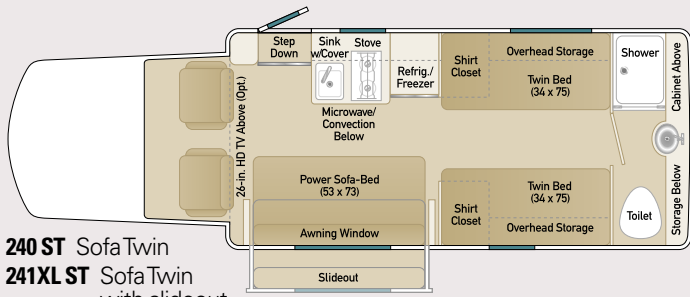 Step
Down
Sink
w/Cover
Stove
Refrig./
Freezer
Shirt
Closet
Overhead Storage
Twin Bed
(34 x 75)
Shower
Cabinet Above
26-in. HD TV Above (Opt.)
Microwave/
Convection
Below
Power Sofa-Bed
(53 x 73)
Awning Window
Slideout
Shirt
Closet
Twin Bed
(34 x 75)
Overhead Storage
Toilet
Storage Below
240 ST Sofa Twin
241XL ST Sofa Twin
with slideout